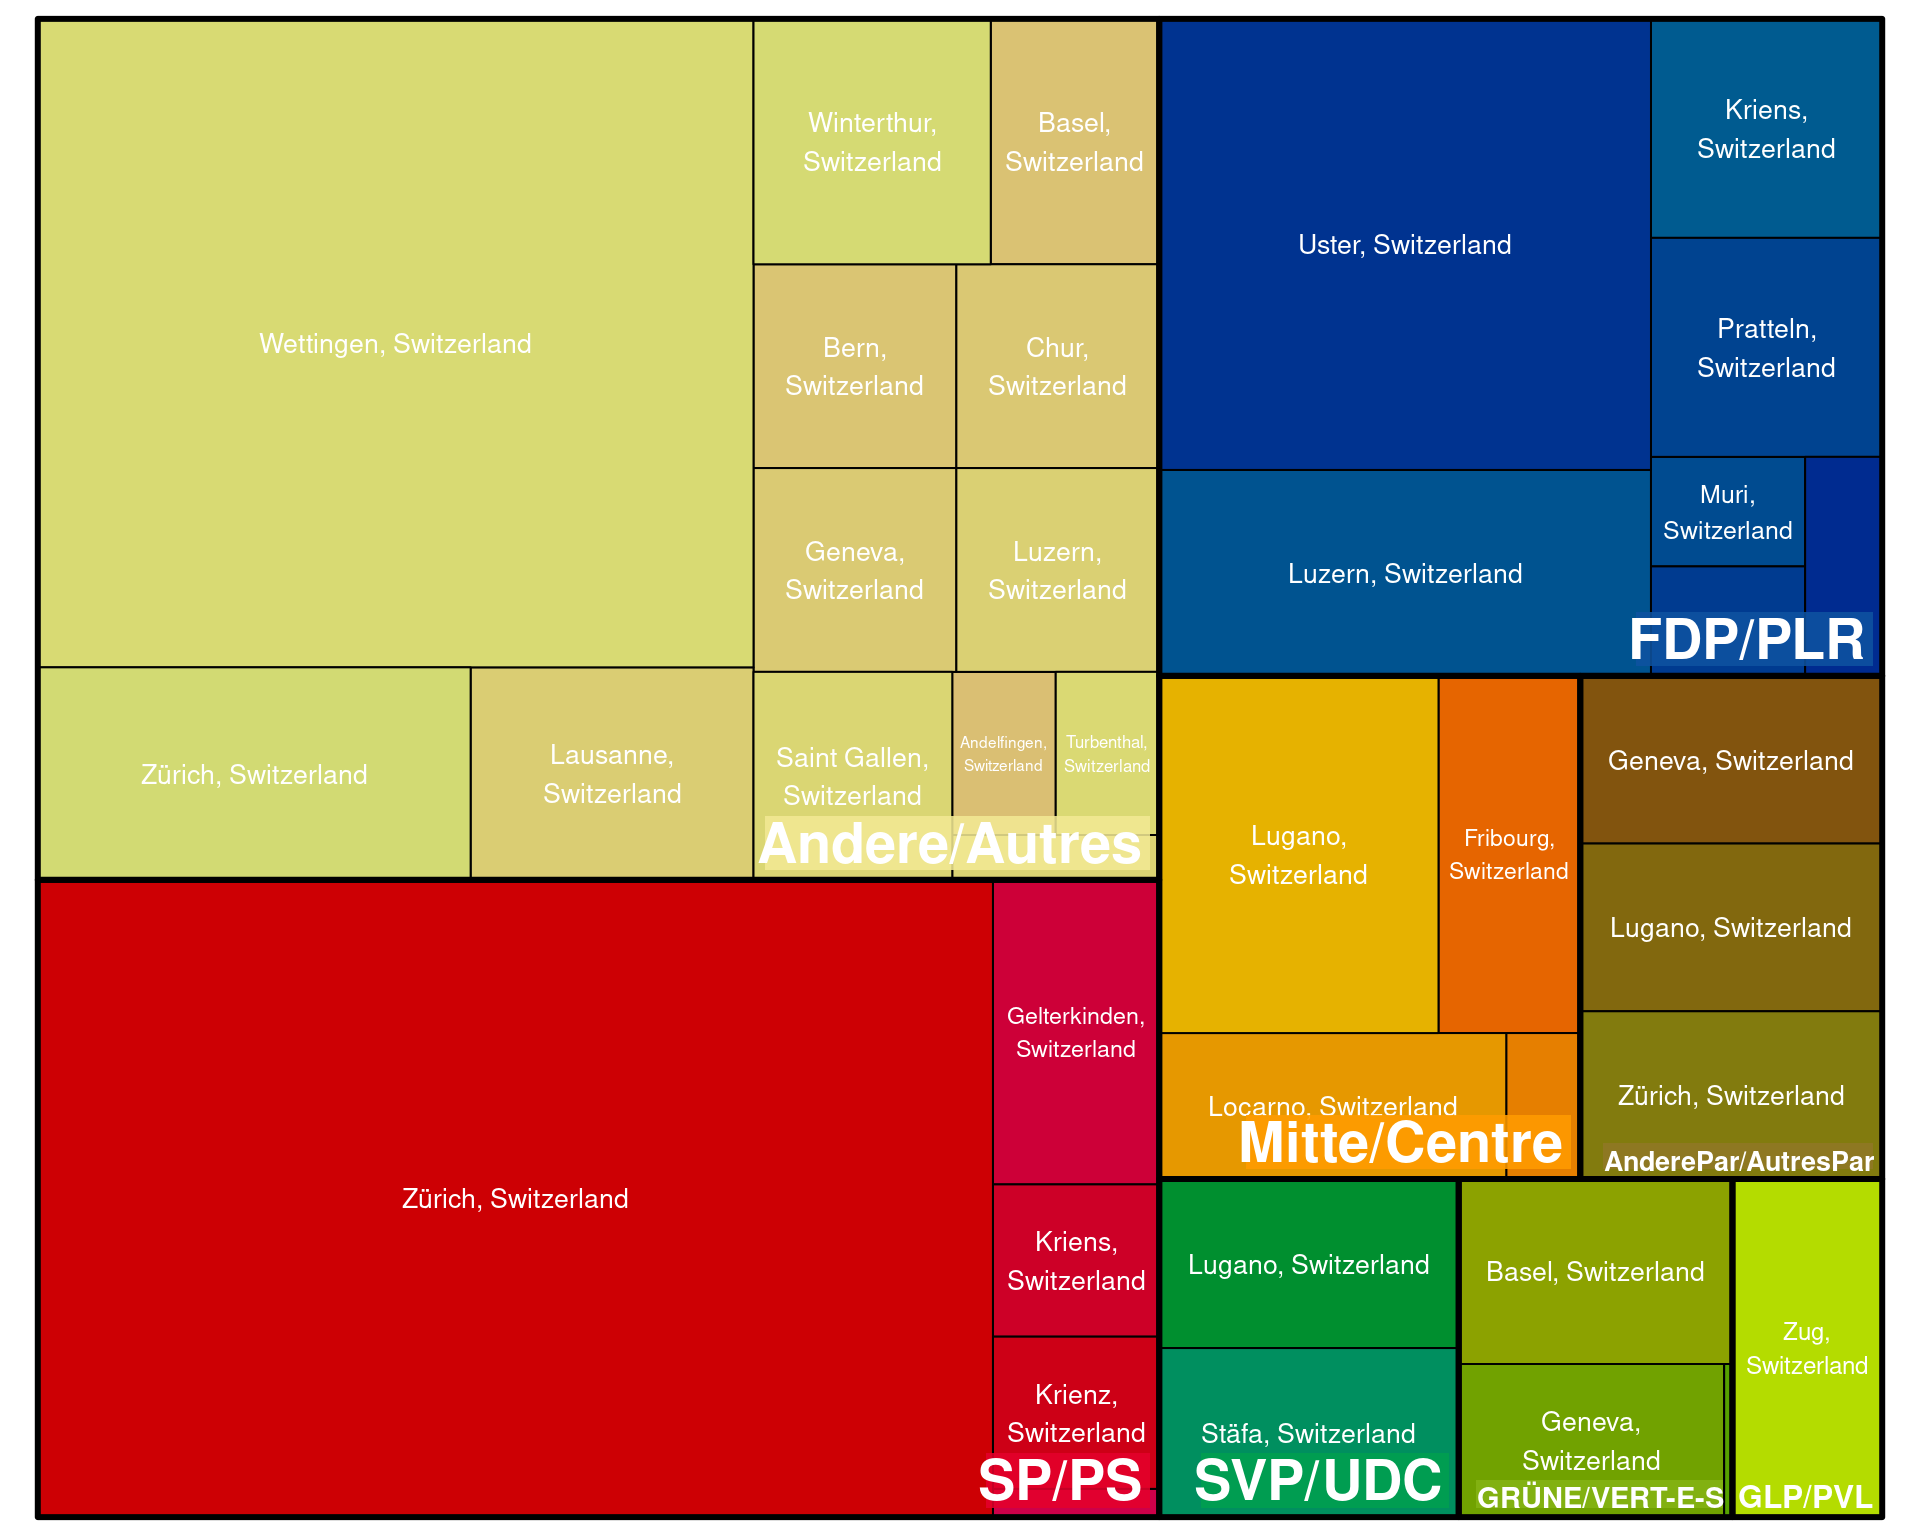 Wettingen, Switzerland
Winterthur,
Switzerland
Basel,
Switzerland
Bern,
Switzerland
Chur,
Switzerland
Geneva,
Switzerland
Luzern,
Switzerland
Zürich, Switzerland
Lausanne,
Switzerland
Saint Gallen,
Switzerland
Andelfingen,
Switzerland
Turbenthal,
Switzerland
Andere/Autres
Uster, Switzerland
Kriens,
Switzerland
Pratteln,
Switzerland
Luzern, Switzerland
Muri,
Switzerland
FDP/PLR
Zürich, Switzerland
Gelterkinden,
Switzerland
Kriens,
Switzerland
Krienz,
Switzerland
SP/PS
Lugano,
Switzerland
Fribourg,
Switzerland
Locarno, Switzerland
Mitte/Centre
Geneva, Switzerland
Lugano, Switzerland
Zürich, Switzerland
AnderePar/AutresPar
Lugano, Switzerland
Stäfa, Switzerland
SVP/UDC
Basel, Switzerland
Geneva,
Switzerland
GRÜNE/VERT-E-S
Zug,
Switzerland
GLP/PVL